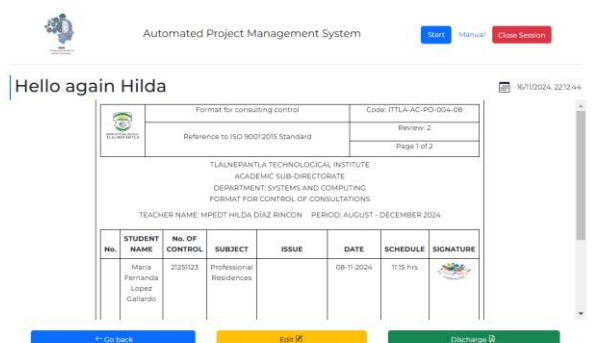 Automated Project Management System
Start Manual Close Session
Hello again Hilda
16/11/2024, 22:12:44
Format for consulting control
Code: ITTLA-AC-PO-004-08
Reference to ISO 9001:2015 Standard
Review: 2
Page 1 of 2
TLALNEPANTLA
TLALNEPANTLA TECHNOLOGICAL INSTITUTE
ACADEMIC SUB-DIRECTORATE
DEPARTMENT: SYSTEMS AND COMPUTING
FORMAT FOR CONTROL OF CONSULTATIONS
TEACHER NAME: MPEDT HILDA DÍAZ RINCON PERIOD: AUGUST - DECEMBER 2024
No. STUDENT NAME No. OF CONTROL SUBJECT ISSUE DATE SCHEDULE SIGNATURE
Maria Fernanda Lopez Gallardo 21251123 Professional Residences 08-11-2024 11:15 hrs
← Go back Edit Discharge